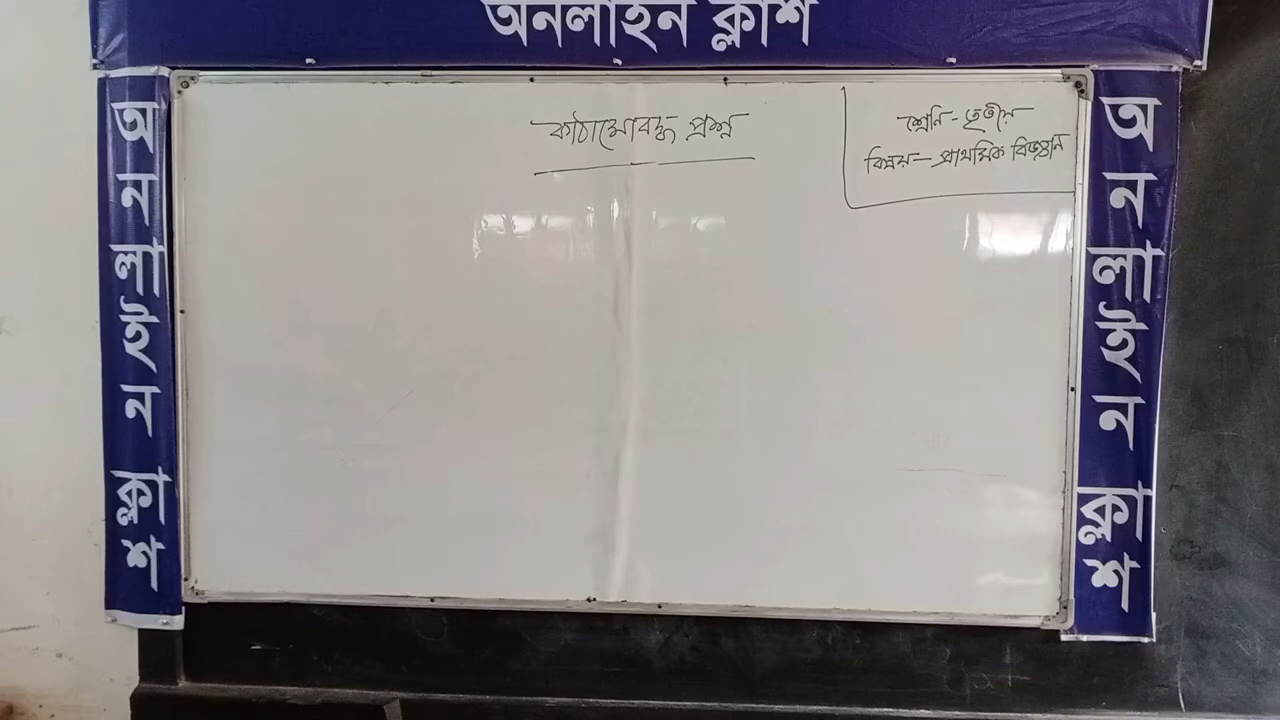 অনলাইন ক্লাশ
কাঠামোবদ্ধ প্রশ্ন
শ্রেনি - তৃতীয়
বিষয় - প্রাথমিক বিজ্ঞান
অনলাইন ক্লাশ
অনলাইন ক্লাশ